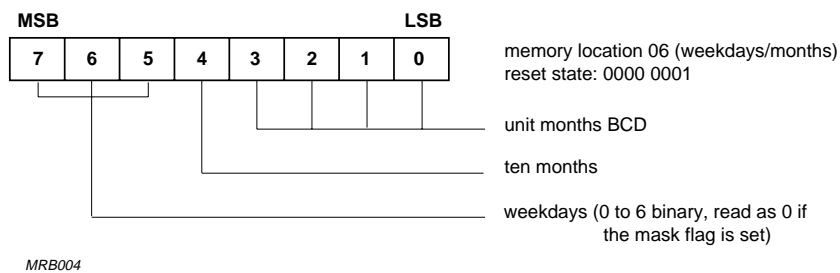 MSB LSB
7 6 5 4 3 2 1 0
memory location 06 (weekdays/months)
reset state: 0000 0001
unit months BCD
ten months
weekdays (0 to 6 binary, read as 0 if
the mask flag is set)
MRB004